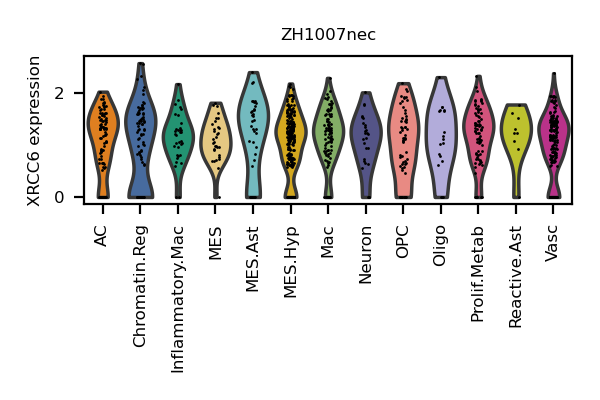 ZH1007nec
XRCC6 expression
2
0
AC
Chromatin.Reg
Inflammatory.Mac
MES
MES.Ast
MES.Hyp
Mac
Neuron
OPC
Oligo
Prolif.Metab
Reactive.Ast
Vasc